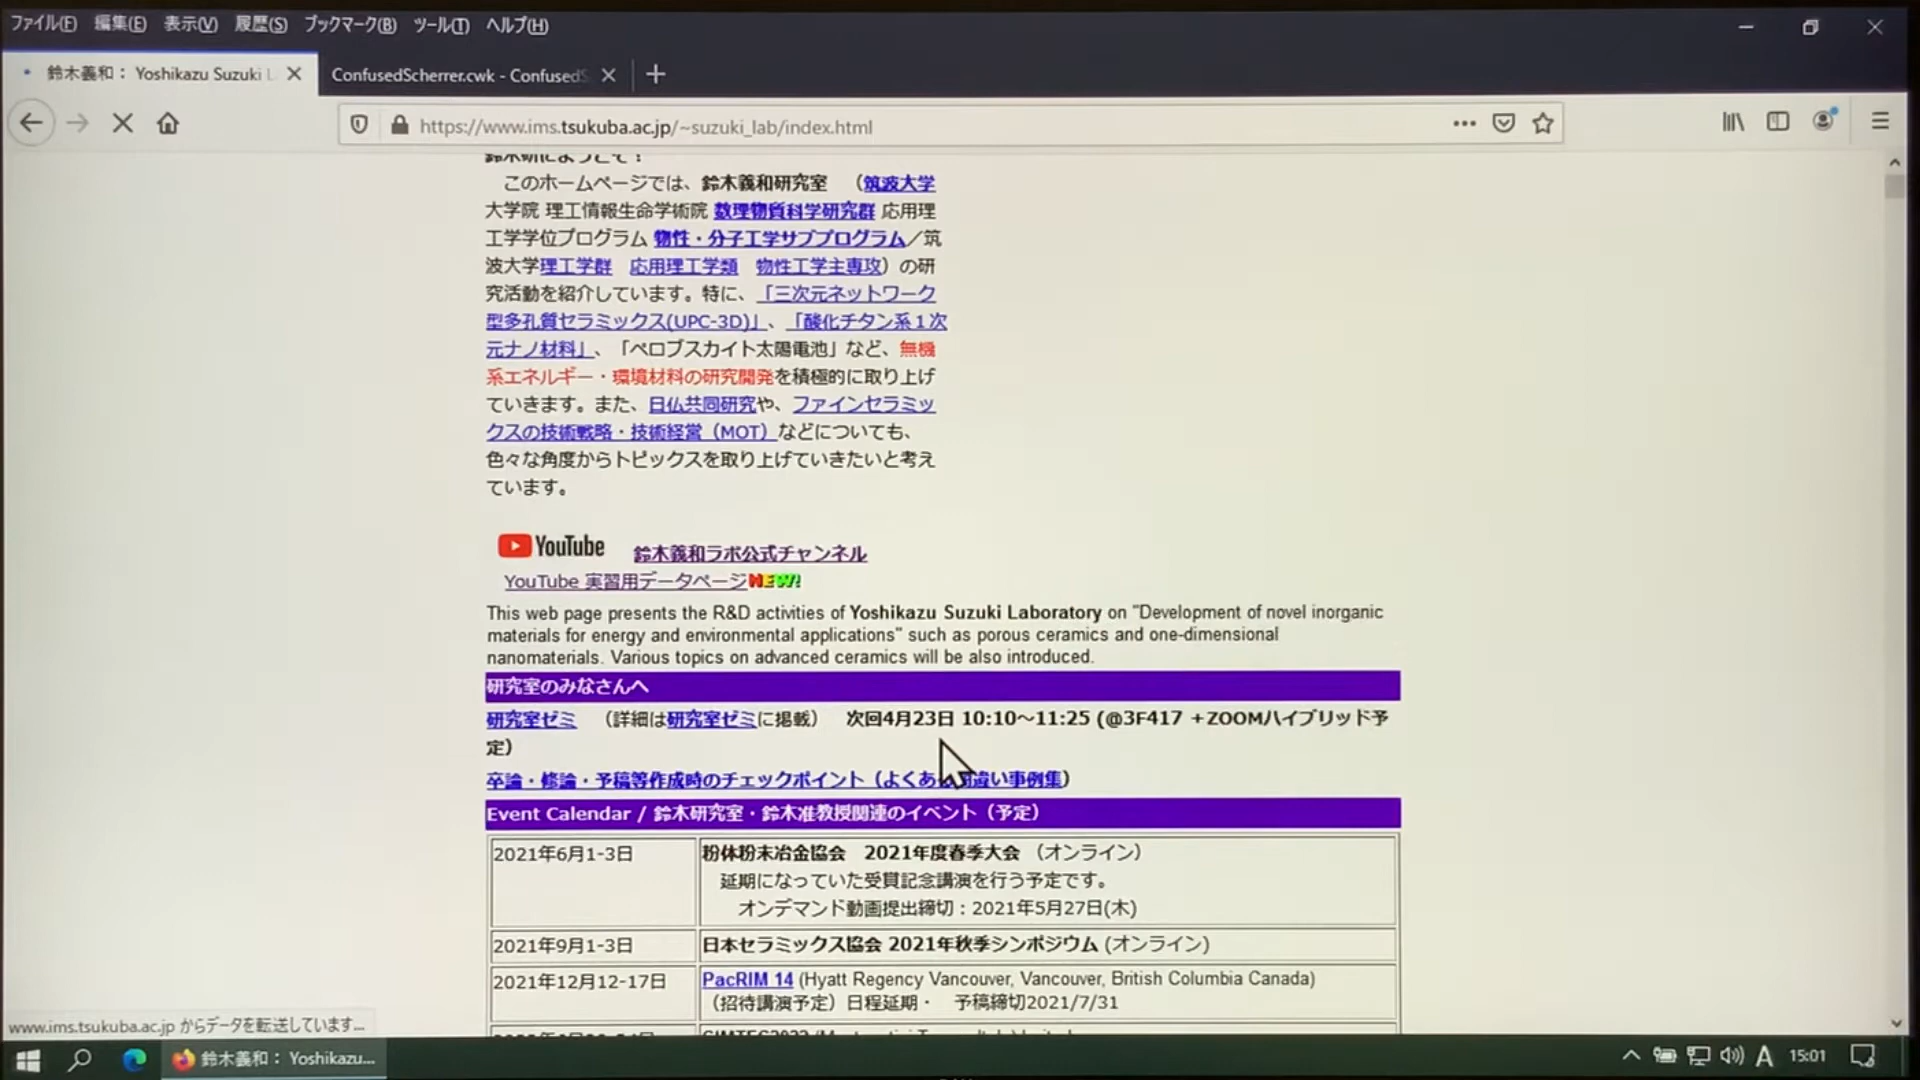 ファイル(F) 編集(E) 表示(V) 履歴(S) ブックマーク(B) ツール(T) ヘルプ(H)
鈴木義和： Yoshikazu Suzuki L
ConfusedScherrer.cwk - ConfusedS
https://www.ims.tsukuba.ac.jp/~suzuki_lab/index.html
鈴木研にようこそ！
このホームページでは、鈴木義和研究室　（筑波大学
大学院 理工情報生命学術院 数理物質科学研究群 応用理
工学学位プログラム 物性・分子工学サブプログラム／筑
波大学理工学群　応用理工学類　物性工学主専攻）の研
究活動を紹介しています。特に、「三次元ネットワーク
型多孔質セラミックス(UPC-3D)」、「酸化チタン系１次
元ナノ材料」、「ペロブスカイト太陽電池」など、無機
系エネルギー・環境材料の研究開発を積極的に取り上げ
ていきます。また、日仏共同研究や、ファインセラミッ
クスの技術戦略・技術経営（MOT）などについても、
色々な角度からトピックスを取り上げていきたいと考え
ています。
YouTube 鈴木義和ラボ公式チャンネル
YouTube 実習用データページNEW!
This web page presents the R&D activities of Yoshikazu Suzuki Laboratory on "Development of novel inorganic
materials for energy and environmental applications" such as porous ceramics and one-dimensional
nanomaterials. Various topics on advanced ceramics will be also introduced.
研究室のみなさんへ
研究室ゼミ　（詳細は研究室ゼミに掲載）　次回4月23日 10:10～11:25 (@3F417 ＋ZOOMハイブリッド予
定）
卒論・修論・予稿等作成時のチェックポイント（よくあ 違い事例集）
Event Calendar / 鈴木研究室・鈴木准教授関連のイベント（予定）
2021年6月1-3日 粉体粉末冶金協会　2021年度春季大会 （オンライン）
延期になっていた受賞記念講演を行う予定です。
オンデマンド動画提出締切：2021年5月27日(木)
2021年9月1-3日 日本セラミックス協会 2021年秋季シンポジウム (オンライン)
2021年12月12-17日 PacRIM 14 (Hyatt Regency Vancouver, Vancouver, British Columbia Canada)
（招待講演予定）日程延期・　予稿締切2021/7/31
www.ims.tsukuba.ac.jp からデータを転送しています...
鈴木義和： Yoshikazu... A 15:01